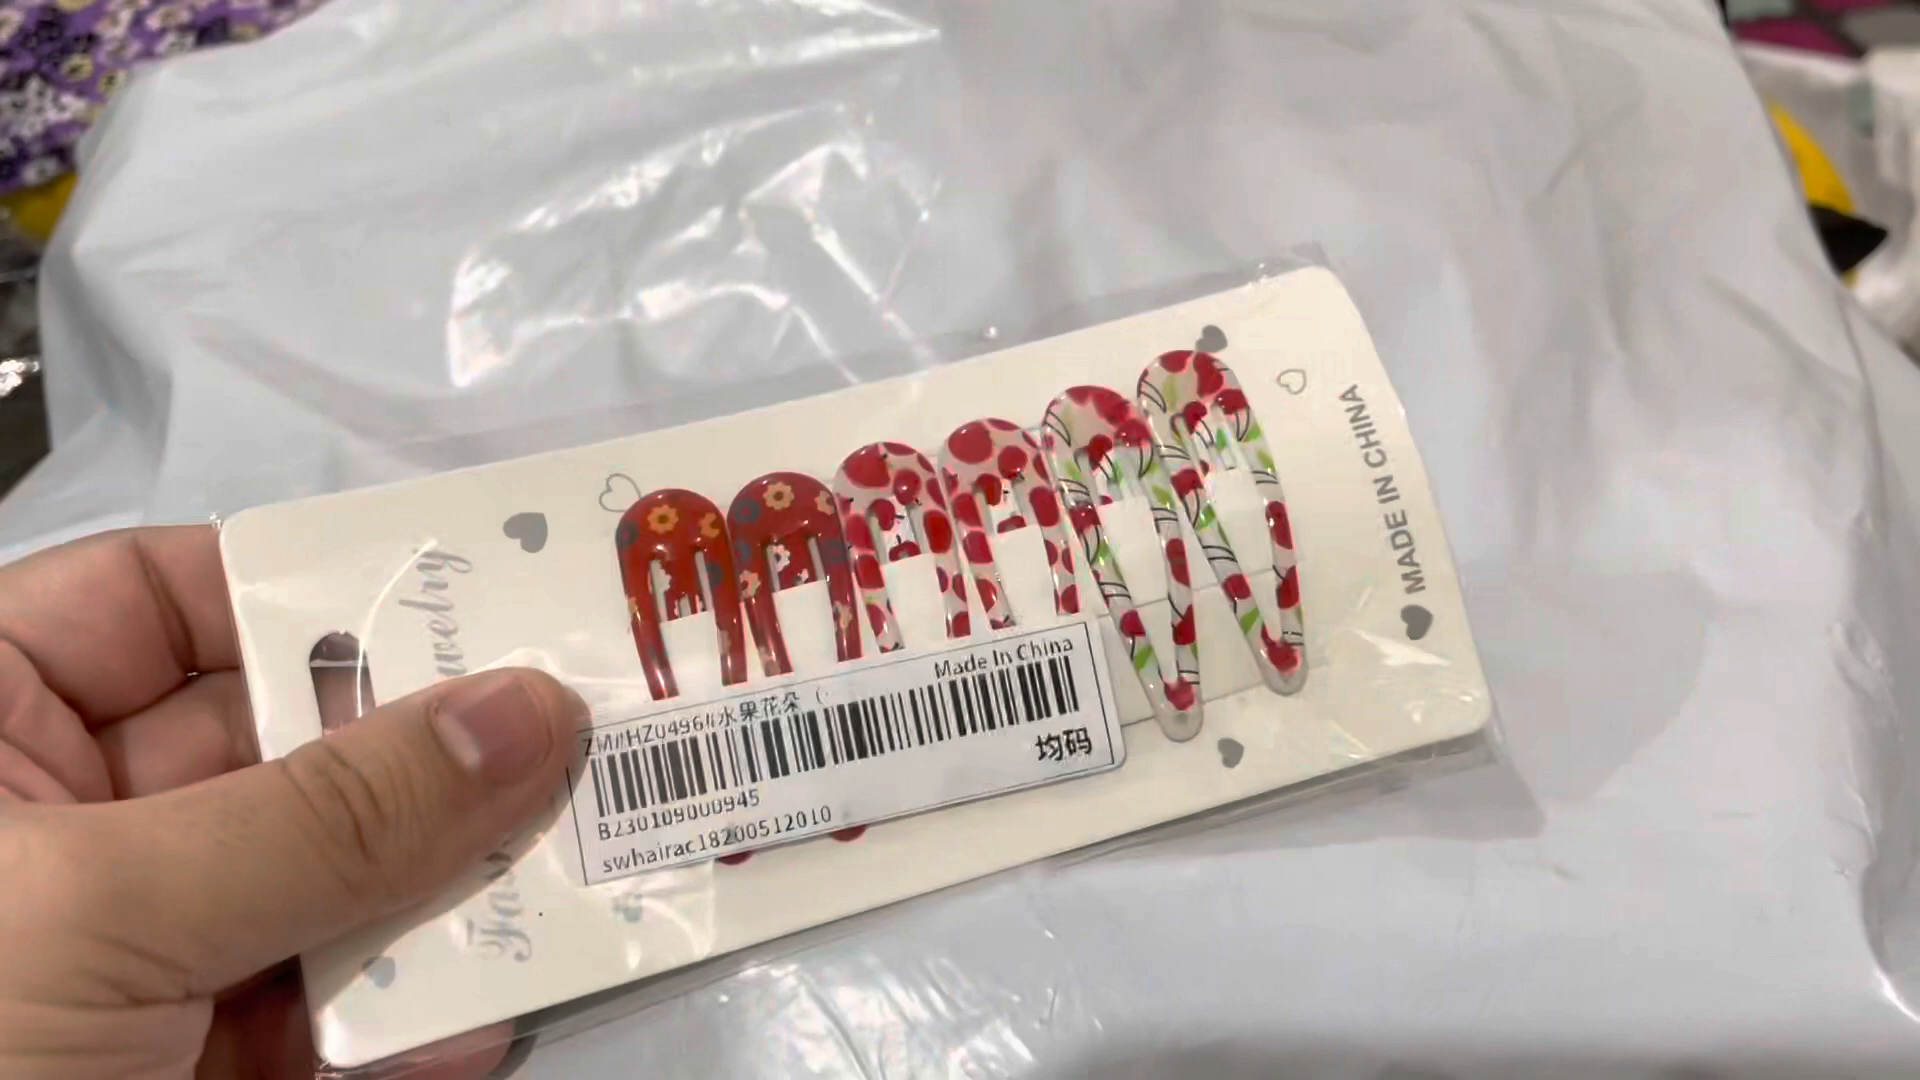 MADE IN CHINA
Made In China
ZM#HZ0496#水果花朵 (
均码
B230109000945
swhairac18200512010